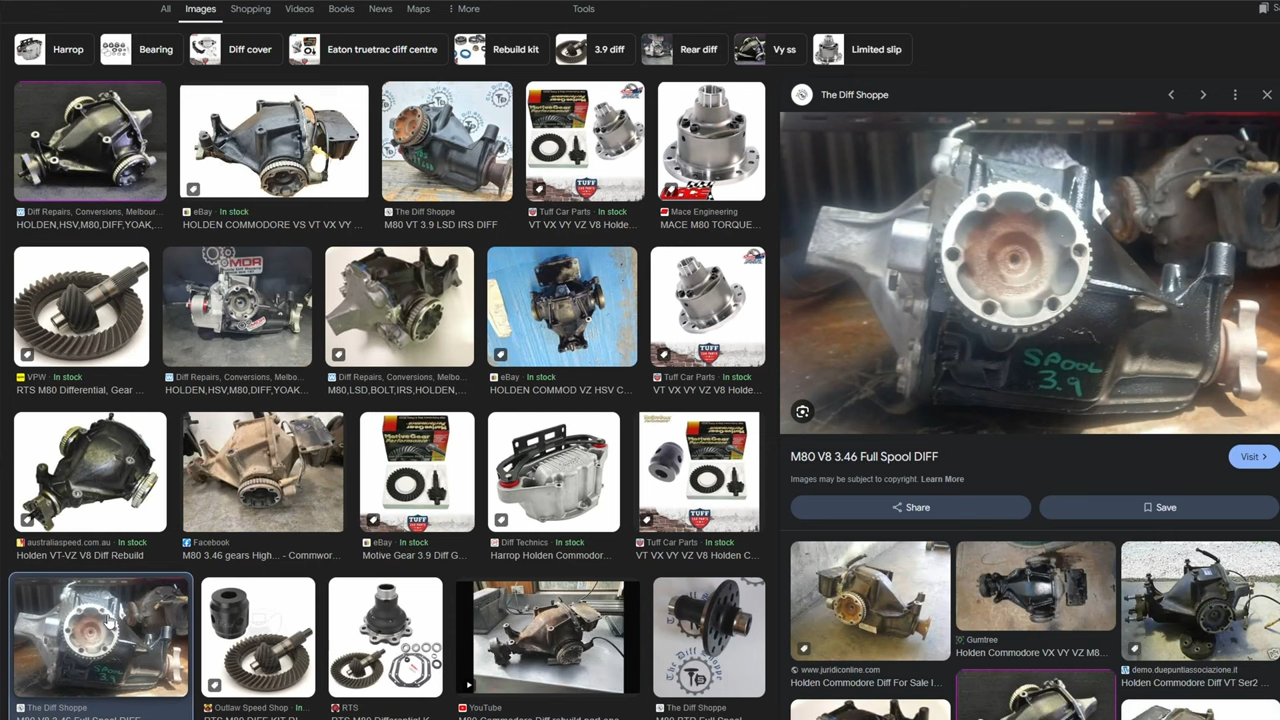 All Images Shopping Videos Books News Maps More Tools
Harrop Bearing Diff cover Eaton truetrac diff centre Rebuild kit 3.9 diff Rear diff Vy ss Limited slip
Diff Repairs, Conversions, Melbour...
HOLDEN,HSV,M80,DIFF,YOAK,...
eBay · In stock
HOLDEN COMMODORE VS VT VX VY ...
The Diff Shoppe
M80 VT 3.9 LSD IRS DIFF
Tuff Car Parts · In stock
VT VX VY VZ V8 Holde...
Mace Engineering
MACE M80 TORQUE...
VPW · In stock
RTS M80 Differential, Gear ...
Diff Repairs, Conversions, Melbo...
HOLDEN,HSV,M80,DIFF,YOAK,...
Diff Repairs, Conversions, Melbo...
M80,LSD,BOLT,IRS,HOLDEN,...
eBay · In stock
HOLDEN COMMOD VZ HSV C...
Tuff Car Parts · In stock
VT VX VY VZ V8 Holde...
australiaspeed.com.au · In stock
Holden VT-VZ V8 Diff Rebuild
Facebook
M80 3.46 gears High... - Commwor...
eBay · In stock
Motive Gear 3.9 Diff G...
Diff Technics · In stock
Harrop Holden Commodor...
Tuff Car Parts · In stock
VT VX VY VZ V8 Holden C...
The Diff Shoppe
M80 V8 3.46 Full Spool DIFF
Outlaw Speed Shop · In...
RTS
YouTube
The Diff Shoppe
The Diff Shoppe
SPOOL
3.9
M80 V8 3.46 Full Spool DIFF
Visit
Images may be subject to copyright. Learn More
Share
Save
www.juridiconline.com
Holden Commodore Diff For Sale I...
Gumtree
Holden Commodore VX VY VZ M8...
demo.duepuntiassociazione.it
Holden Commodore Diff VT Ser2 ...